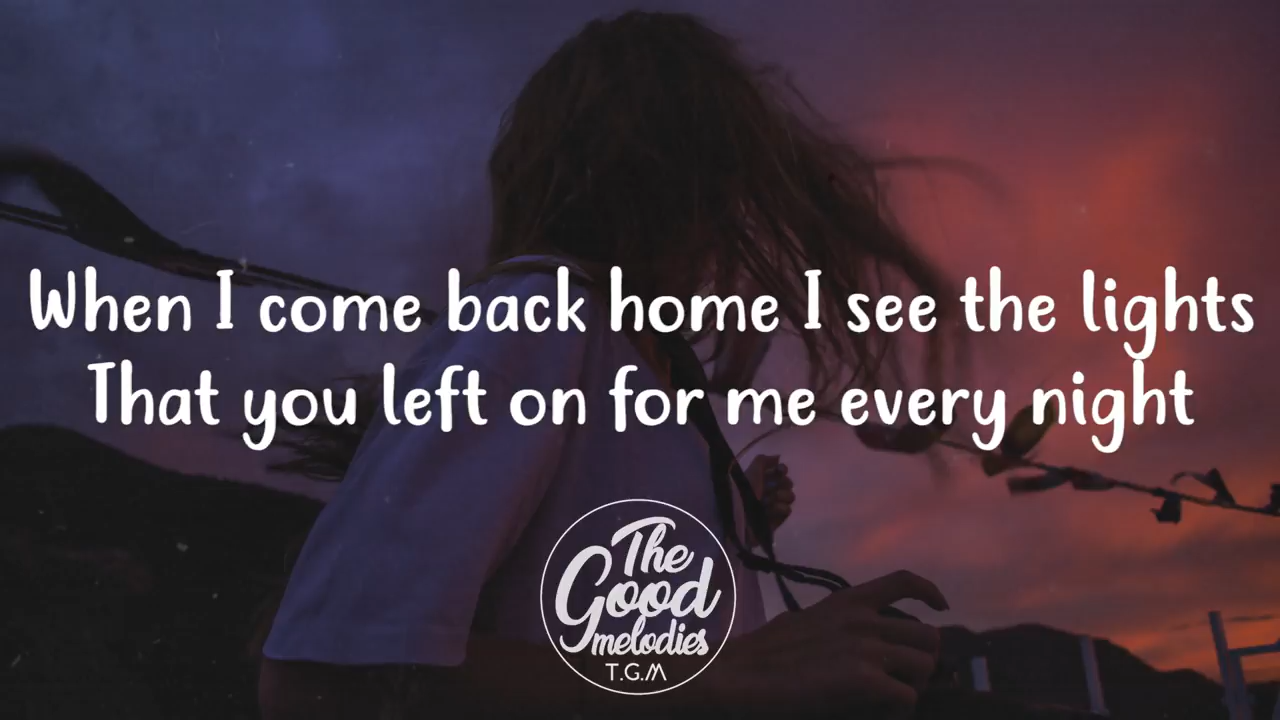 When I come back home I see the lights
That you left on for me every night
The
Good
melodies
T.G.M